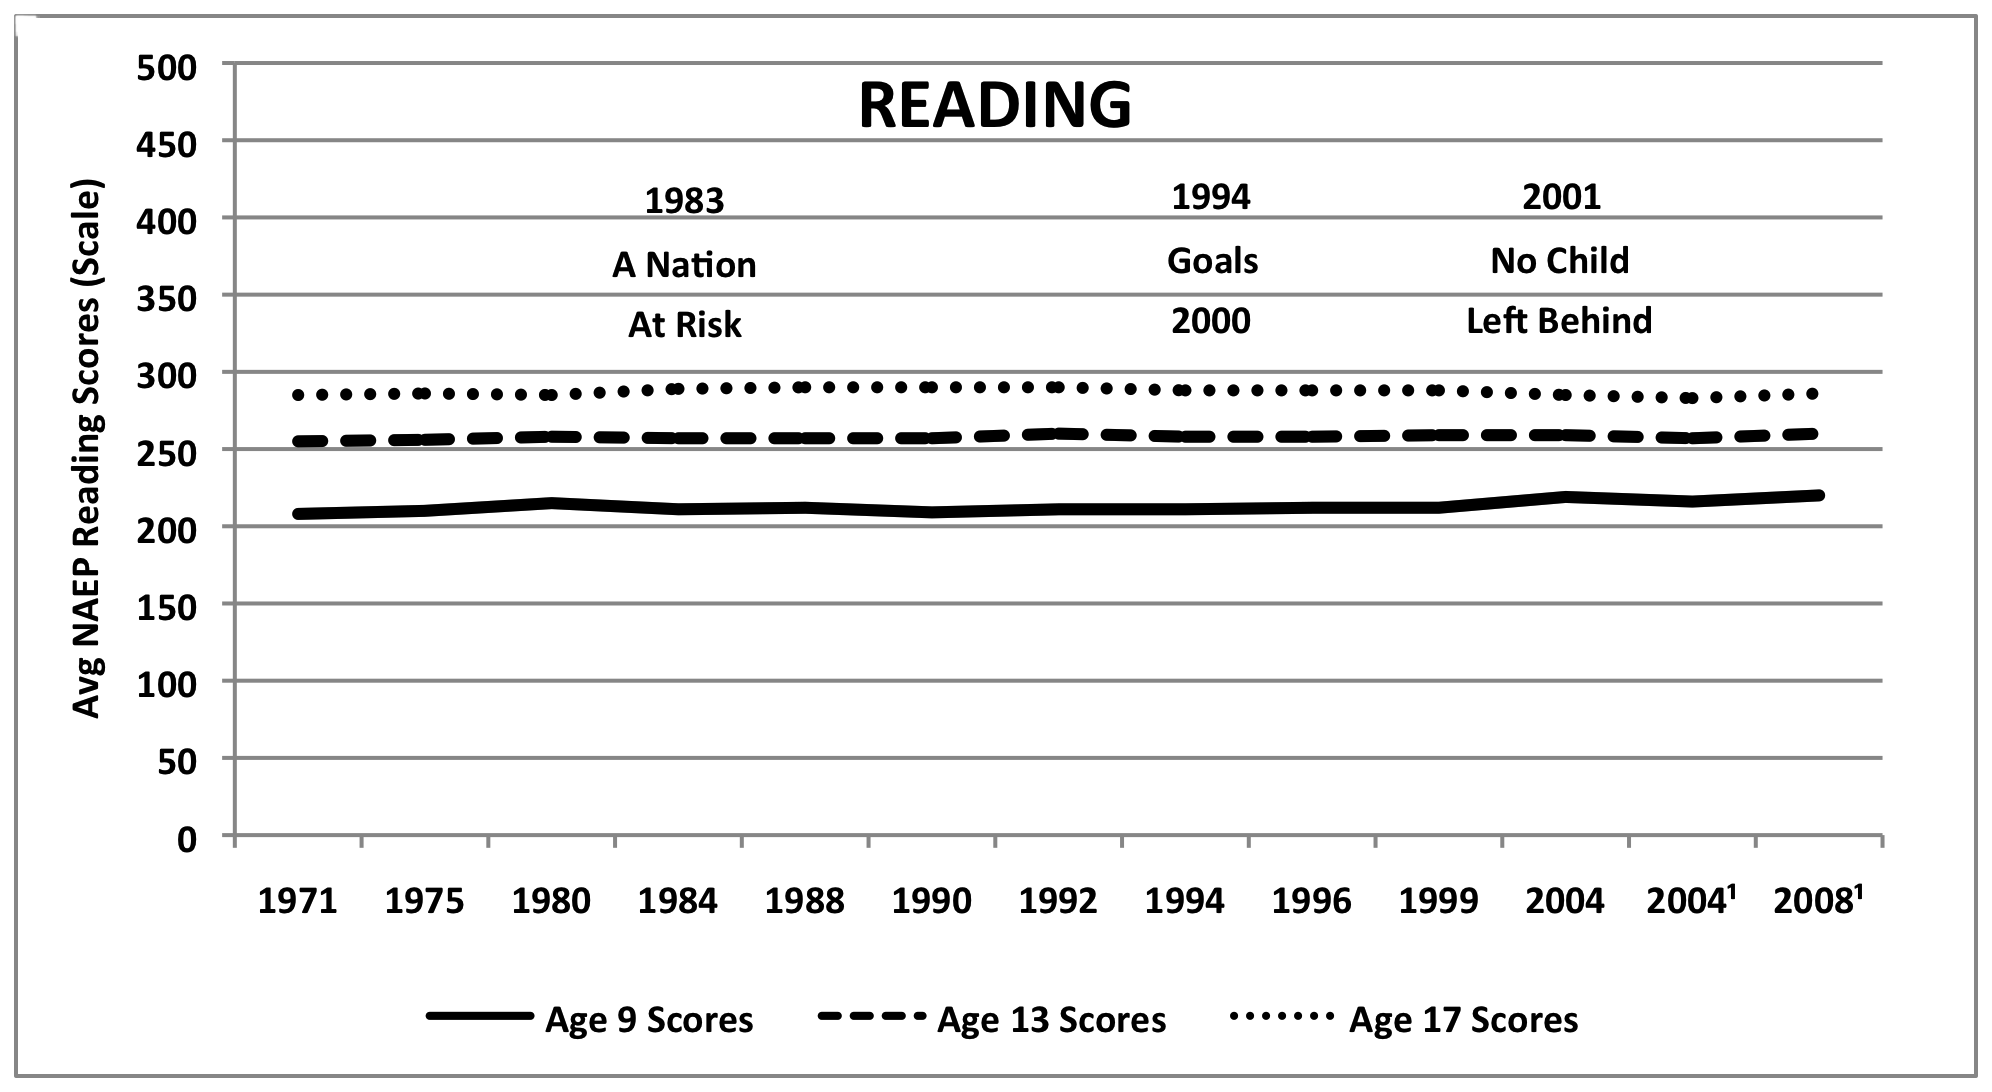 READING
Avg NAEP Reading Scores (Scale)
500
450
400
350
300
250
200
150
100
50
0
1983
A Nation
At Risk
1994
Goals
2000
2001
No Child
Left Behind
1971 1975 1980 1984 1988 1990 1992 1994 1996 1999 2004 2004¹ 2008¹
Age 9 Scores Age 13 Scores Age 17 Scores